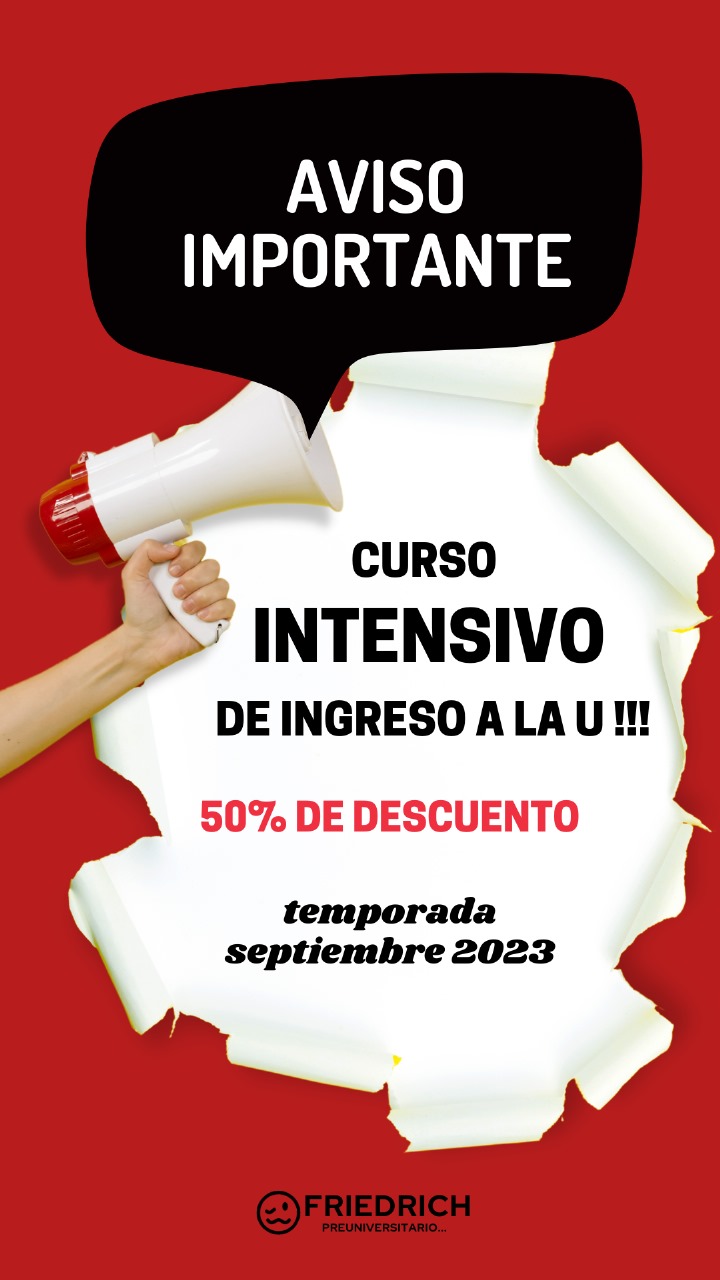 AVISO
IMPORTANTE
CURSO
INTENSIVO
DE INGRESO A LA U !!!
50% DE DESCUENTO
temporada
septiembre 2023
FRIEDRICH
PREUNIVERSITARIO...